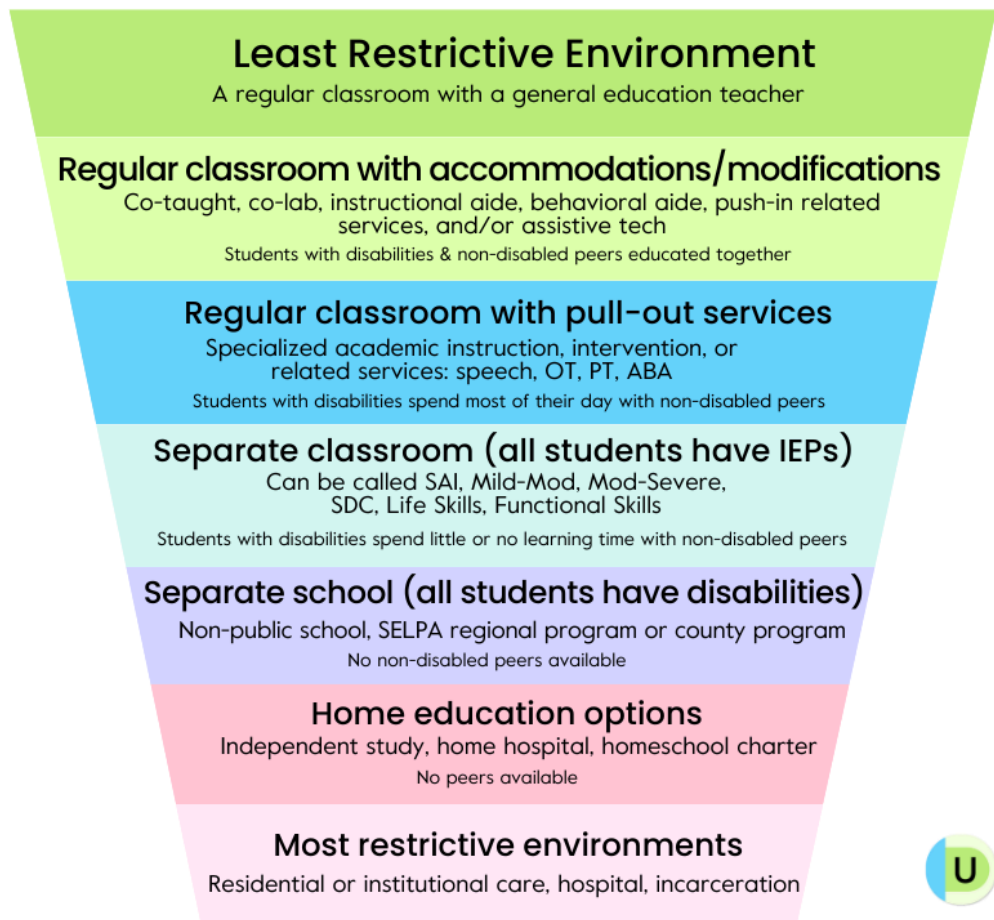 Least Restrictive Environment
A regular classroom with a general education teacher
Regular classroom with accommodations/modifications
Co-taught, co-lab, instructional aide, behavioral aide, push-in related
services, and/or assistive tech
Students with disabilities & non-disabled peers educated together
Regular classroom with pull-out services
Specialized academic instruction, intervention, or
related services: speech, OT, PT, ABA
Students with disabilities spend most of their day with non-disabled peers
Separate classroom (all students have IEPs)
Can be called SAI, Mild-Mod, Mod-Severe,
SDC, Life Skills, Functional Skills
Students with disabilities spend little or no learning time with non-disabled peers
Separate school (all students have disabilities)
Non-public school, SELPA regional program or county program
No non-disabled peers available
Home education options
Independent study, home hospital, homeschool charter
No peers available
Most restrictive environments
Residential or institutional care, hospital, incarceration
U